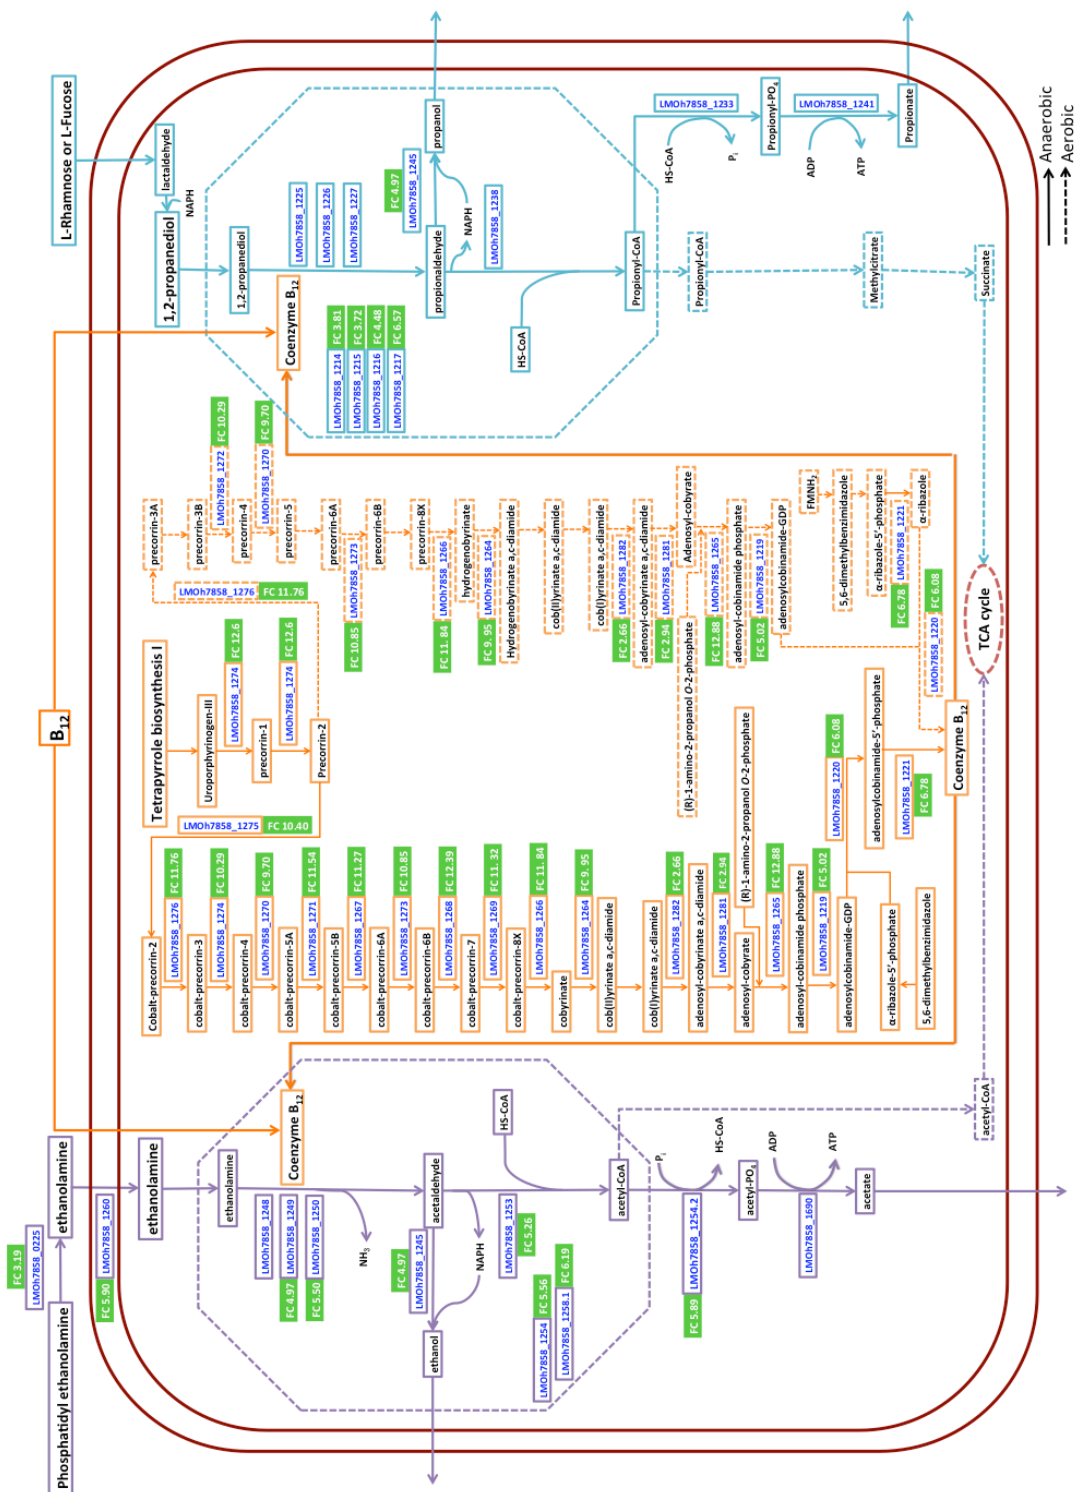 Phosphatidyl ethanolamine
FC 3.19
LMOh7858_0225
ethanolamine
FC 5.90
LMOh7858_1260
ethanolamine
ethanolamine
Coenzyme B12
LMOh7858_1248
FC 4.97
LMOh7858_1249
FC 5.50
LMOh7858_1250
NH3
acetaldehyde
FC 4.97
LMOh7858_1245
ethanol
NAPH
LMOh7858_1253
FC 5.26
HS-CoA
LMOh7858_1254
FC 5.56
LMOh7858_1258.1
FC 6.19
acetyl-CoA
Pi
HS-CoA
FC 5.89
LMOh7858_1254.2
acetyl-PO4
ADP
ATP
LMOh7858_1690
acetate
acetyl-CoA
B12
Tetrapyrrole biosynthesis I
Uroporphyrinogen-III
LMOh7858_1274
FC 12.6
precorrin-1
LMOh7858_1274
FC 12.6
Precorrin-2
LMOh7858_1275
FC 10.40
LMOh7858_1276
FC 11.76
Cobalt-precorrin-2
LMOh7858_1276
FC 11.76
cobalt-precorrin-3
LMOh7858_1274
FC 10.29
cobalt-precorrin-4
LMOh7858_1270
FC 9.70
cobalt-precorrin-5A
LMOh7858_1271
FC 11.54
cobalt-precorrin-5B
LMOh7858_1267
FC 11.27
cobalt-precorrin-6A
LMOh7858_1273
FC 10.85
cobalt-precorrin-6B
LMOh7858_1268
FC 12.39
cobalt-precorrin-7
LMOh7858_1269
FC 11. 32
cobalt-precorrin-8X
LMOh7858_1266
FC 11. 84
cobyrinate
LMOh7858_1264
FC 9. 95
cob(II)yrinate a,c-diamide
cob(I)yrinate a,c-diamide
LMOh7858_1282
FC 2.66
adenosyl-cobyrinate a,c-diamide
LMOh7858_1281
FC 2.94
adenosyl-cobyrate
(R)-1-amino-2-propanol O-2-phosphate
LMOh7858_1265
FC 12.88
adenosyl-cobinamide phosphate
LMOh7858_1219
FC 5.02
adenosylcobinamide-GDP
α-ribazole-5'-phosphate
5,6-dimethylbenzimidazole
LMOh7858_1220
FC 6.08
adenosylcobinamide-5'-phosphate
LMOh7858_1221
FC 6.78
Coenzyme B12
precorrin-3A
precorrin-3B
LMOh7858_1272
FC 10.29
precorrin-4
LMOh7858_1270
FC 9.70
precorrin-5
precorrin-6A
FC 10.85
LMOh7858_1273
precorrin-6B
precorrin-8X
FC 11. 84
LMOh7858_1266
hydrogenobyrinate
FC 9. 95
LMOh7858_1264
Hydrogenobyrinate a,c-diamide
cob(II)yrinate a,c-diamide
cob(I)yrinate a,c-diamide
FC 2.66
LMOh7858_1282
adenosyl-cobyrinate a,c-diamide
FC 2.94
LMOh7858_1281
Adenosyl-cobyrate
(R)-1-amino-2-propanol O-2-phosphate
FC 12.88
LMOh7858_1265
adenosyl-cobinamide phosphate
FC 5.02
LMOh7858_1219
adenosylcobinamide-GDP
FMNH2
5,6-dimethylbenzimidazole
α-ribazole-5'-phosphate
FC 6.78
LMOh7858_1221
α-ribazole
LMOh7858_1220
FC 6.08
TCA cycle
L-Rhamnose or L-Fucose
lactaldehyde
NAPH
1,2-propanediol
1,2-propanediol
Coenzyme B12
LMOh7858_1225
LMOh7858_1226
LMOh7858_1227
LMOh7858_1214
FC 3.81
LMOh7858_1215
FC 3.72
LMOh7858_1216
FC 4.48
LMOh7858_1217
FC 6.57
propionaldehyde
LMOh7858_1245
FC 4.97
propanol
NAPH
LMOh7858_1238
HS-CoA
Propionyl-CoA
HS-CoA
Pi
LMOh7858_1233
Propionyl-PO4
ADP
ATP
LMOh7858_1241
Propionate
Propionyl-CoA
Methylcitrate
Succinate
Anaerobic
Aerobic